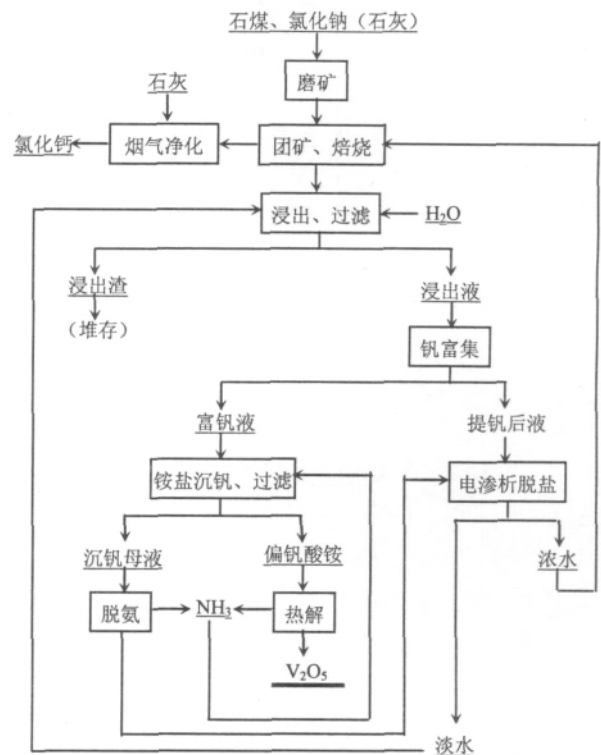 石煤、氯化钠（石灰）
石灰
磨矿
氯化钙
烟气净化
团矿、焙烧
浸出、过滤
H₂O
浸出渣
（堆存）
浸出液
钒富集
富钒液
提钒后液
铵盐沉钒、过滤
电渗析脱盐
沉钒母液
偏钒酸铵
浓水
脱氨
NH₃
热解
V₂O₅
淡水